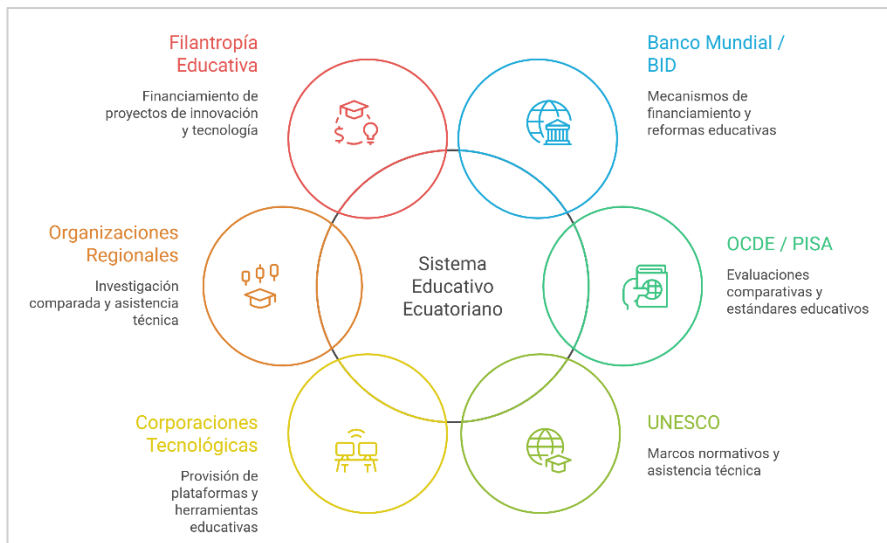 Filantropía
Educativa
Financiamiento de
proyectos de innovación
y tecnología
Banco Mundial /
BID
Mecanismos de
financiamiento y
reformas educativas
Organizaciones
Regionales
Investigación
comparada y asistencia
técnica
Sistema
Educativo
Ecuatoriano
OCDE / PISA
Evaluaciones
comparativas y
estándares educativos
Corporaciones
Tecnológicas
Provisión de
plataformas y
herramientas
educativas
UNESCO
Marcos normativos y
asistencia técnica